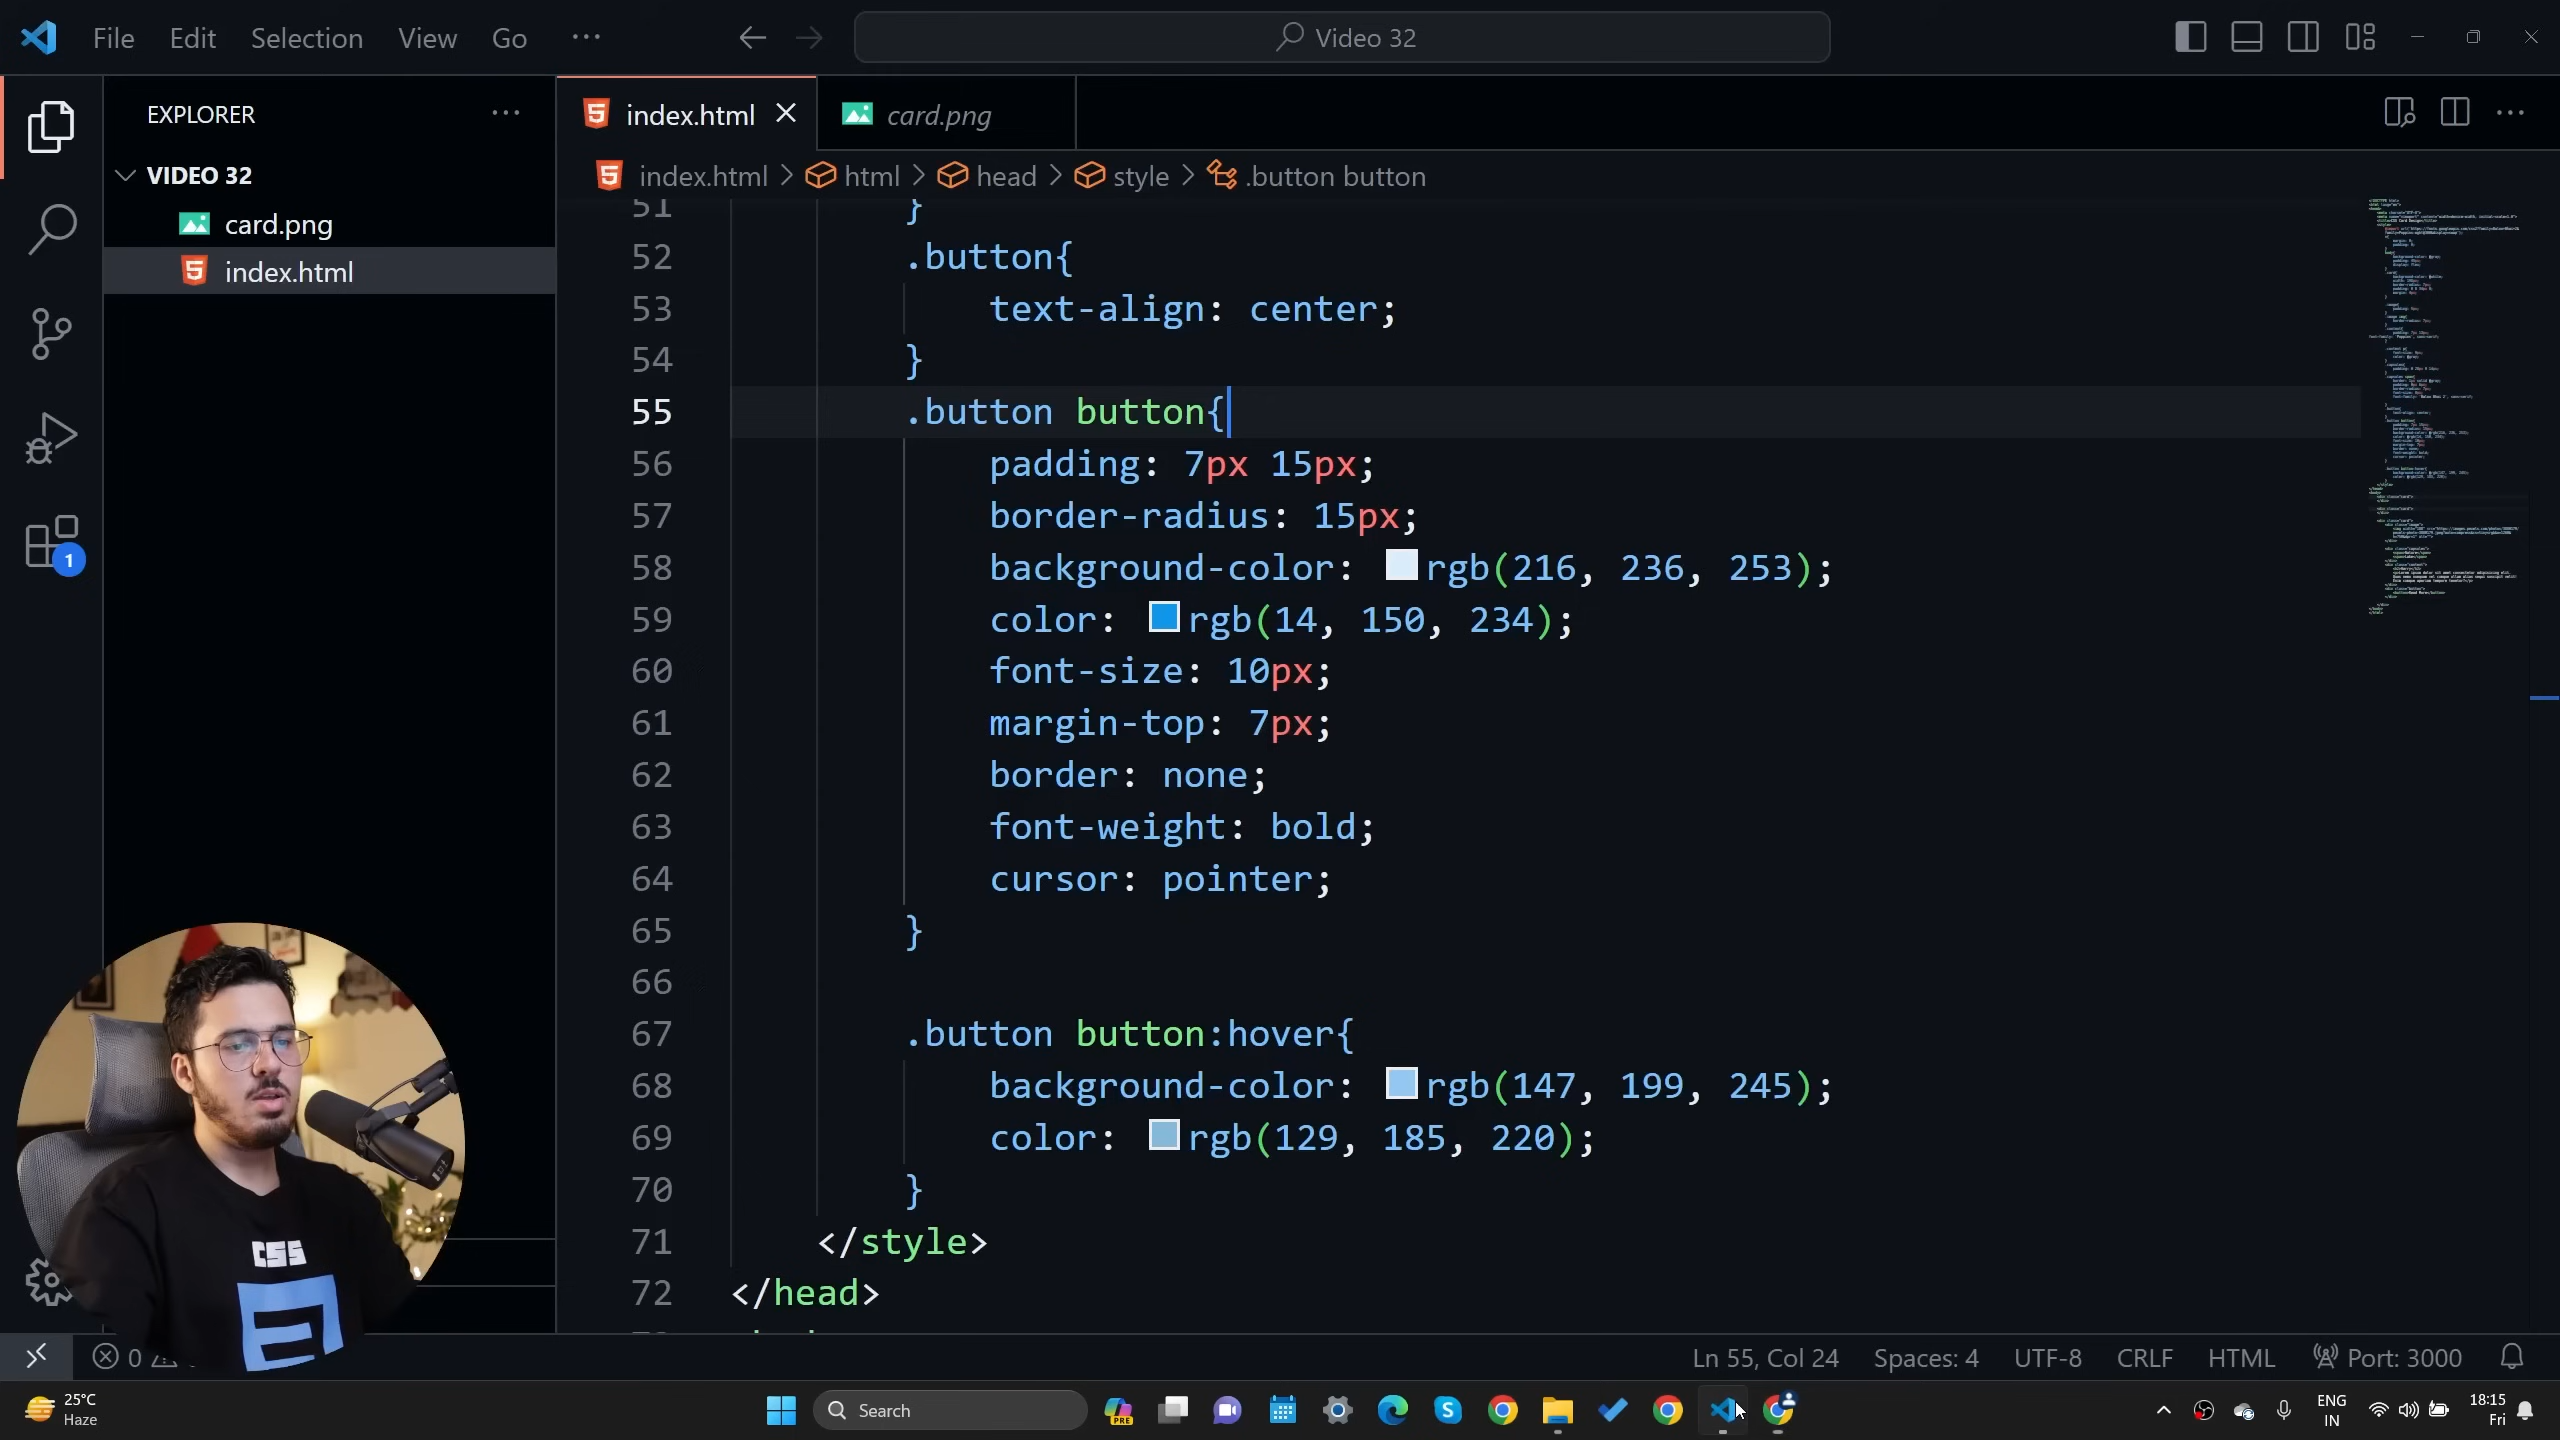 File Edit Selection View Go ···
Video 32
EXPLORER ···
index.html
card.png
VIDEO 32
card.png
index.html
index.html > html > head > style > .button button
51 }
52 .button{
53 text-align: center;
54 }
55 .button button{
56 padding: 7px 15px;
57 border-radius: 15px;
58 background-color: rgb(216, 236, 253);
59 color: rgb(14, 150, 234);
60 font-size: 10px;
61 margin-top: 7px;
62 border: none;
63 font-weight: bold;
64 cursor: pointer;
65 }
66
67 .button button:hover{
68 background-color: rgb(147, 199, 245);
69 color: rgb(129, 185, 220);
70 }
71 </style>
72 </head>
1
CSS
0
Ln 55, Col 24 Spaces: 4 UTF-8 CRLF HTML Port: 3000
25°C
Haze
Search
PRE
ENG
IN
18:15
Fri